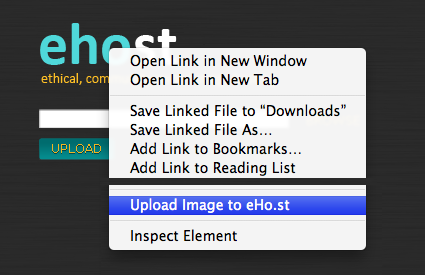 ehost
ethical, com
Open Link in New Window
Open Link in New Tab
Save Linked File to “Downloads”
Save Linked File As…
Add Link to Bookmarks…
Add Link to Reading List
UPLOAD
Upload Image to eHo.st
Inspect Element